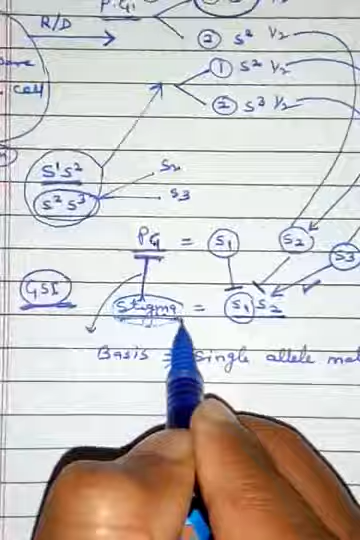 P.G.
R/D
② S² ½
① S² ½
cell
② S³ ½
S¹S²
S²S³
S2
S3
PG = S1 S2 S3
GSI
Stigma = S1 S2
Basis = Single allele